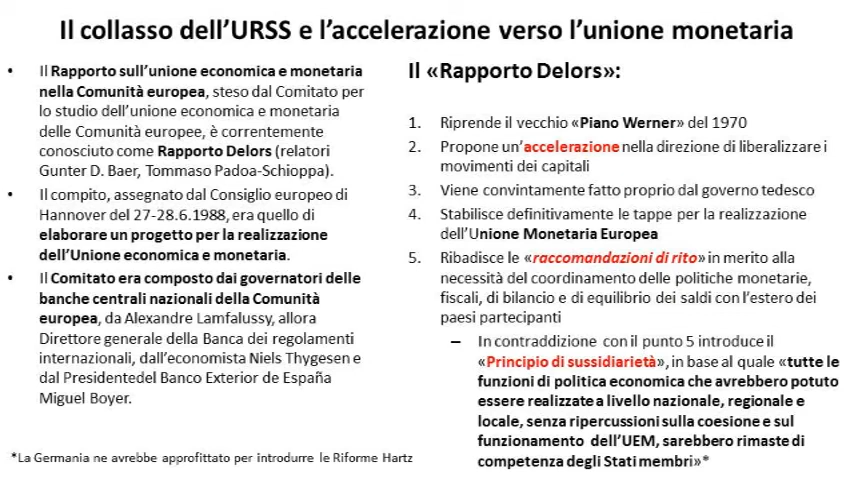 Il collasso dell'URSS e l'accelerazione verso l'unione monetaria
• Il Rapporto sull'unione economica e monetaria
nella Comunità europea, steso dal Comitato per
lo studio dell'unione economica e monetaria
delle Comunità europee, è correntemente
conosciuto come Rapporto Delors (relatori
Gunter D. Baer, Tommaso Padoa-Schioppa).
• Il compito, assegnato dal Consiglio europeo di
Hannover del 27-28.6.1988, era quello di
elaborare un progetto per la realizzazione
dell'Unione economica e monetaria.
• Il Comitato era composto dai governatori delle
banche centrali nazionali della Comunità
europea, da Alexandre Lamfalussy, allora
Direttore generale della Banca dei regolamenti
internazionali, dall'economista Niels Thygesen e
dal Presidentedel Banco Exterior de España
Miguel Boyer.
*La Germania ne avrebbe approfittato per introdurre le Riforme Hartz
Il «Rapporto Delors»:
1. Riprende il vecchio «Piano Werner» del 1970
2. Propone un'accelerazione nella direzione di liberalizzare i
movimenti dei capitali
3. Viene convintamente fatto proprio dal governo tedesco
4. Stabilisce definitivamente le tappe per la realizzazione
dell'Unione Monetaria Europea
5. Ribadisce le «raccomandazioni di rito» in merito alla
necessità del coordinamento delle politiche monetarie,
fiscali, di bilancio e di equilibrio dei saldi con l'estero dei
paesi partecipanti
– In contraddizione con il punto 5 introduce il
«Principio di sussidiarietà», in base al quale «tutte le
funzioni di politica economica che avrebbero potuto
essere realizzate a livello nazionale, regionale e
locale, senza ripercussioni sulla coesione e sul
funzionamento dell'UEM, sarebbero rimaste di
competenza degli Stati membri»*